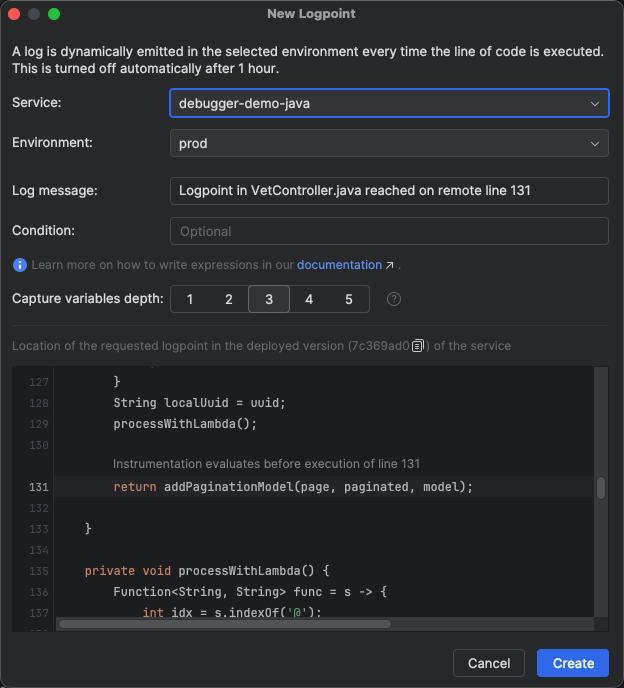 New Logpoint
A log is dynamically emitted in the selected environment every time the line of code is executed.
This is turned off automatically after 1 hour.
Service:
debugger-demo-java
Environment:
prod
Log message:
Logpoint in VetController.java reached on remote line 131
Condition:
Optional
Learn more on how to write expressions in our documentation ↗ .
Capture variables depth:
1 2 3 4 5 ?
Location of the requested logpoint in the deployed version (7c369ad0) of the service
127 }
128 String localUuid = uuid;
129 processWithLambda();
130
Instrumentation evaluates before execution of line 131
131 return addPaginationModel(page, paginated, model);
132
133 }
134
135 private void processWithLambda() {
136 Function<String, String> func = s -> {
137 int idx = s.indexOf('@');
Cancel
Create